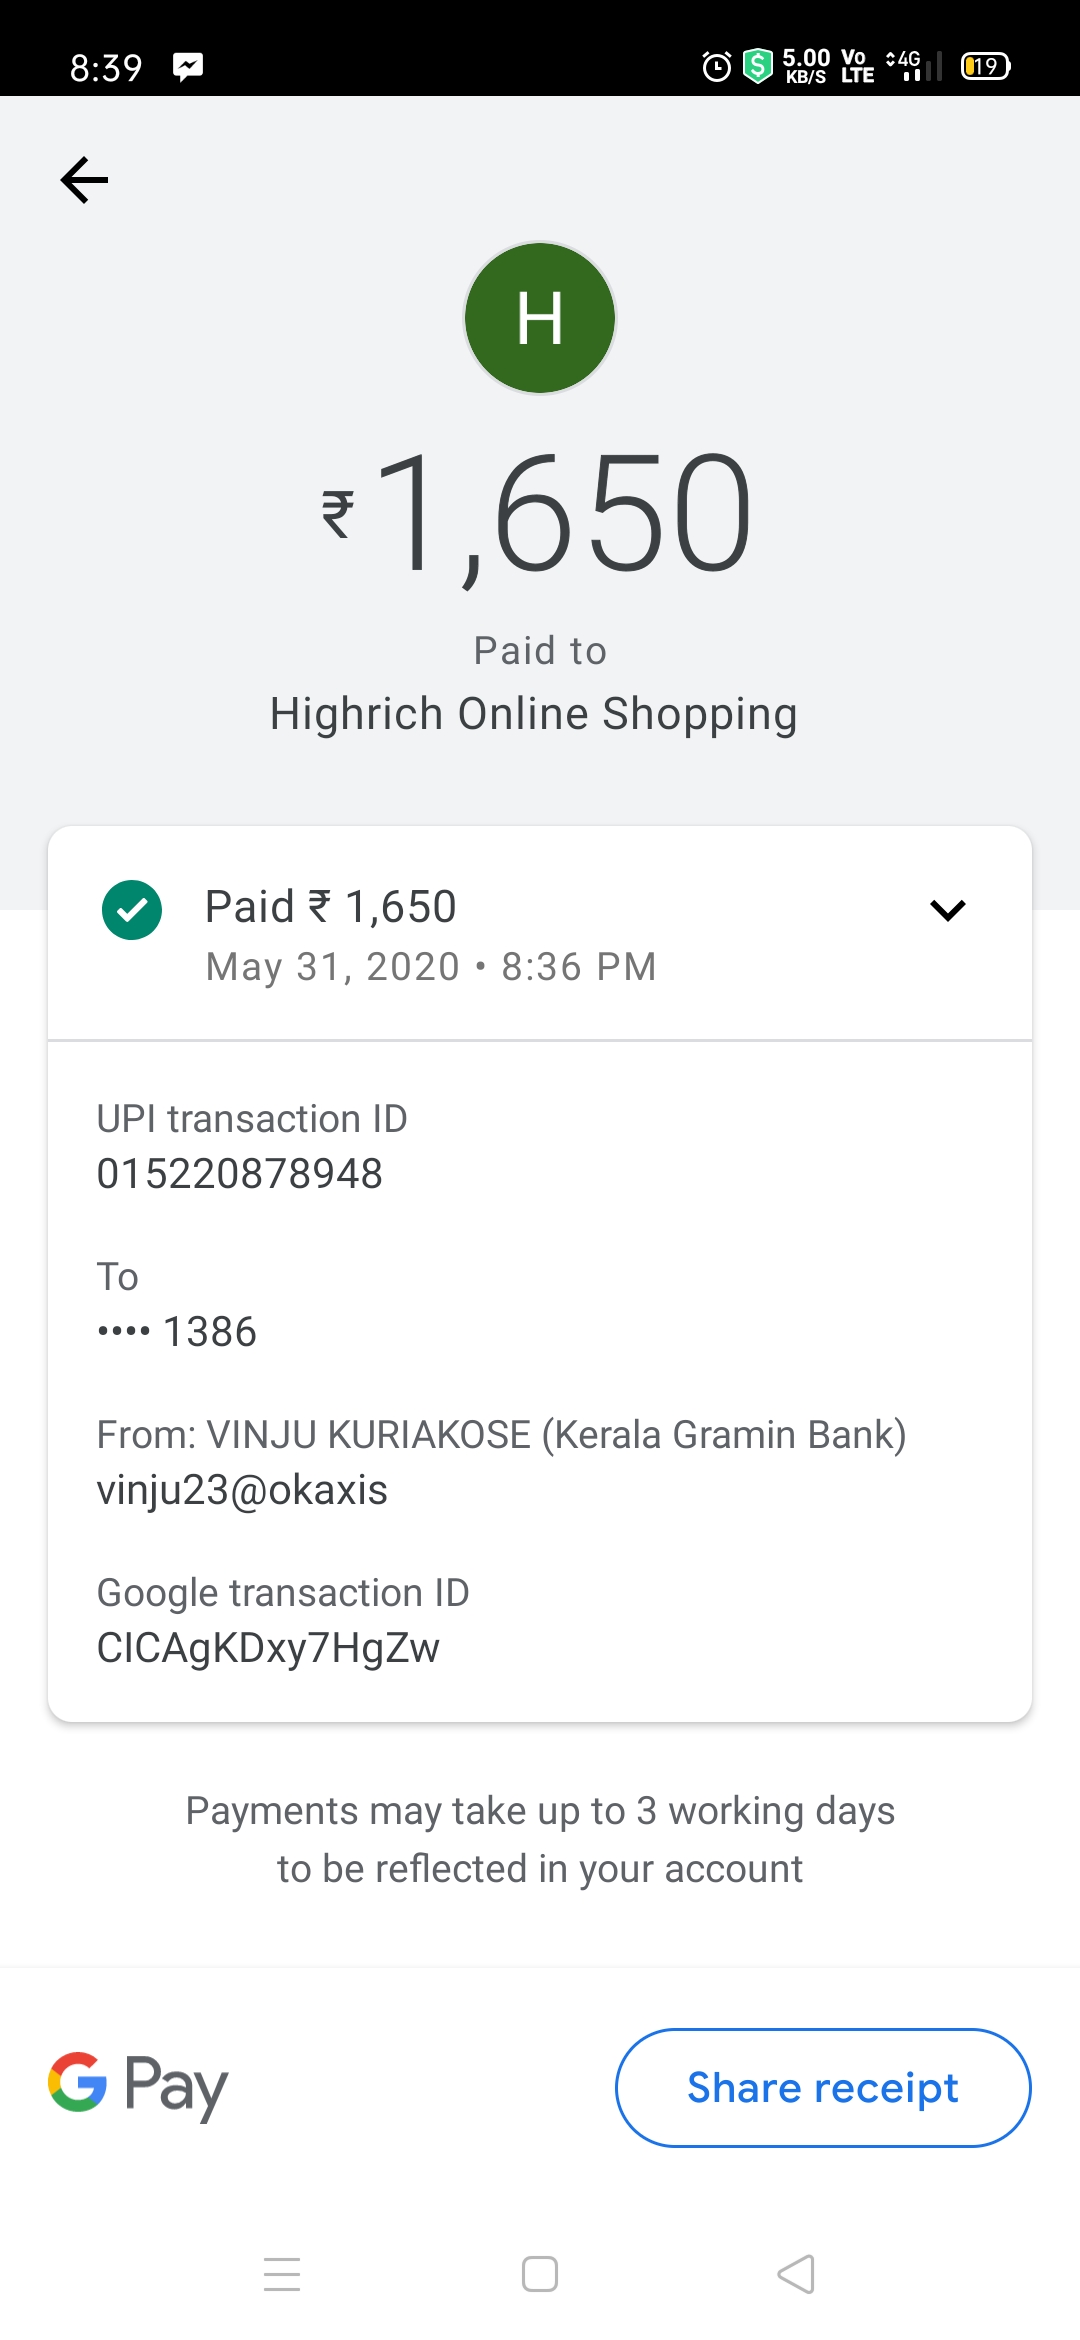 8:39
5.00 KB/S Vo LTE 4G 19
H
₹1,650
Paid to
Highrich Online Shopping
Paid ₹ 1,650
May 31, 2020 • 8:36 PM
UPI transaction ID
015220878948
To
•••• 1386
From: VINJU KURIAKOSE (Kerala Gramin Bank)
vinju23@okaxis
Google transaction ID
CICAgKDxy7HgZw
Payments may take up to 3 working days
to be reflected in your account
G Pay
Share receipt